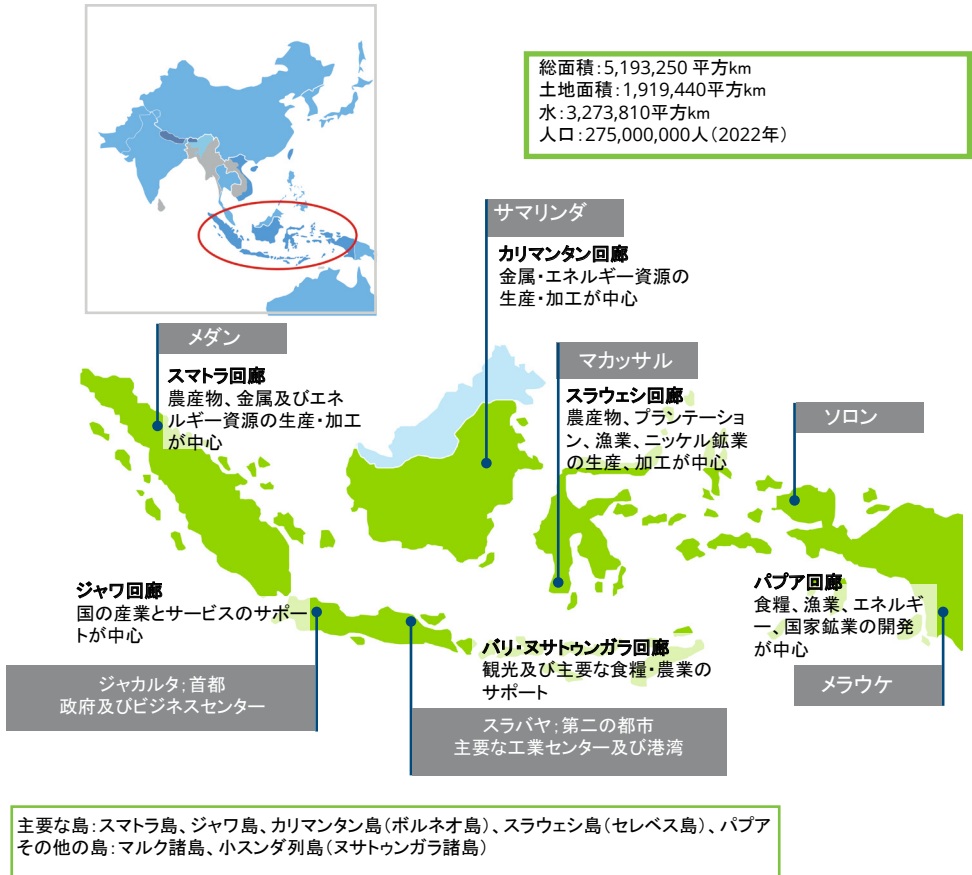 総面積:5,193,250 平方km
土地面積:1,919,440平方km
水:3,273,810平方km
人口:275,000,000人(2022年)
サマリンダ
カリマンタン回廊
金属・エネルギー資源の
生産・加工が中心
メダン
スマトラ回廊
農産物、金属及びエネ
ルギー資源の生産・加工
が中心
マカッサル
スラウェシ回廊
農産物、プランテーショ
ン、漁業、ニッケル鉱業
の生産、加工が中心
ソロン
ジャワ回廊
国の産業とサービスのサポー
トが中心
パプア回廊
食糧、漁業、エネルギ
ー、国家鉱業の開発
が中心
バリ・ヌサトゥンガラ回廊
観光及び主要な食糧・農業の
サポート
ジャカルタ;首都
政府及びビジネスセンター
メラウケ
スラバヤ;第二の都市
主要な工業センター及び港湾
主要な島:スマトラ島、ジャワ島、カリマンタン島(ボルネオ島)、スラウェシ島(セレベス島)、パプア
その他の島:マルク諸島、小スンダ列島(ヌサトゥンガラ諸島)